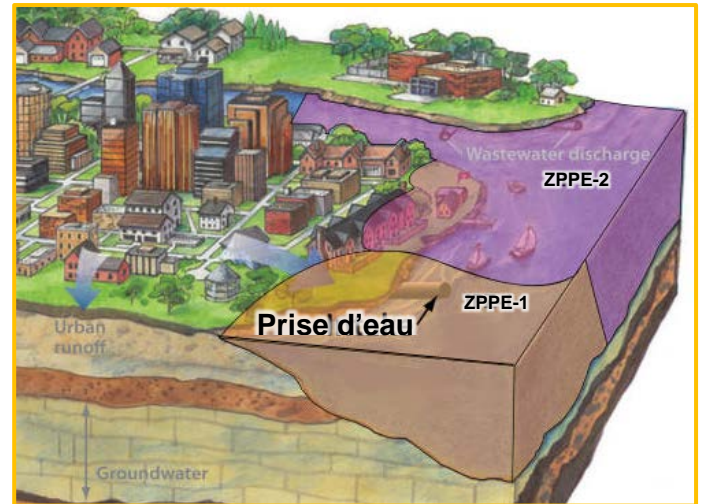 Wastewater discharge
ZPPE-2
ZPPE-1
Prise d'eau
Urban
runoff
Groundwater